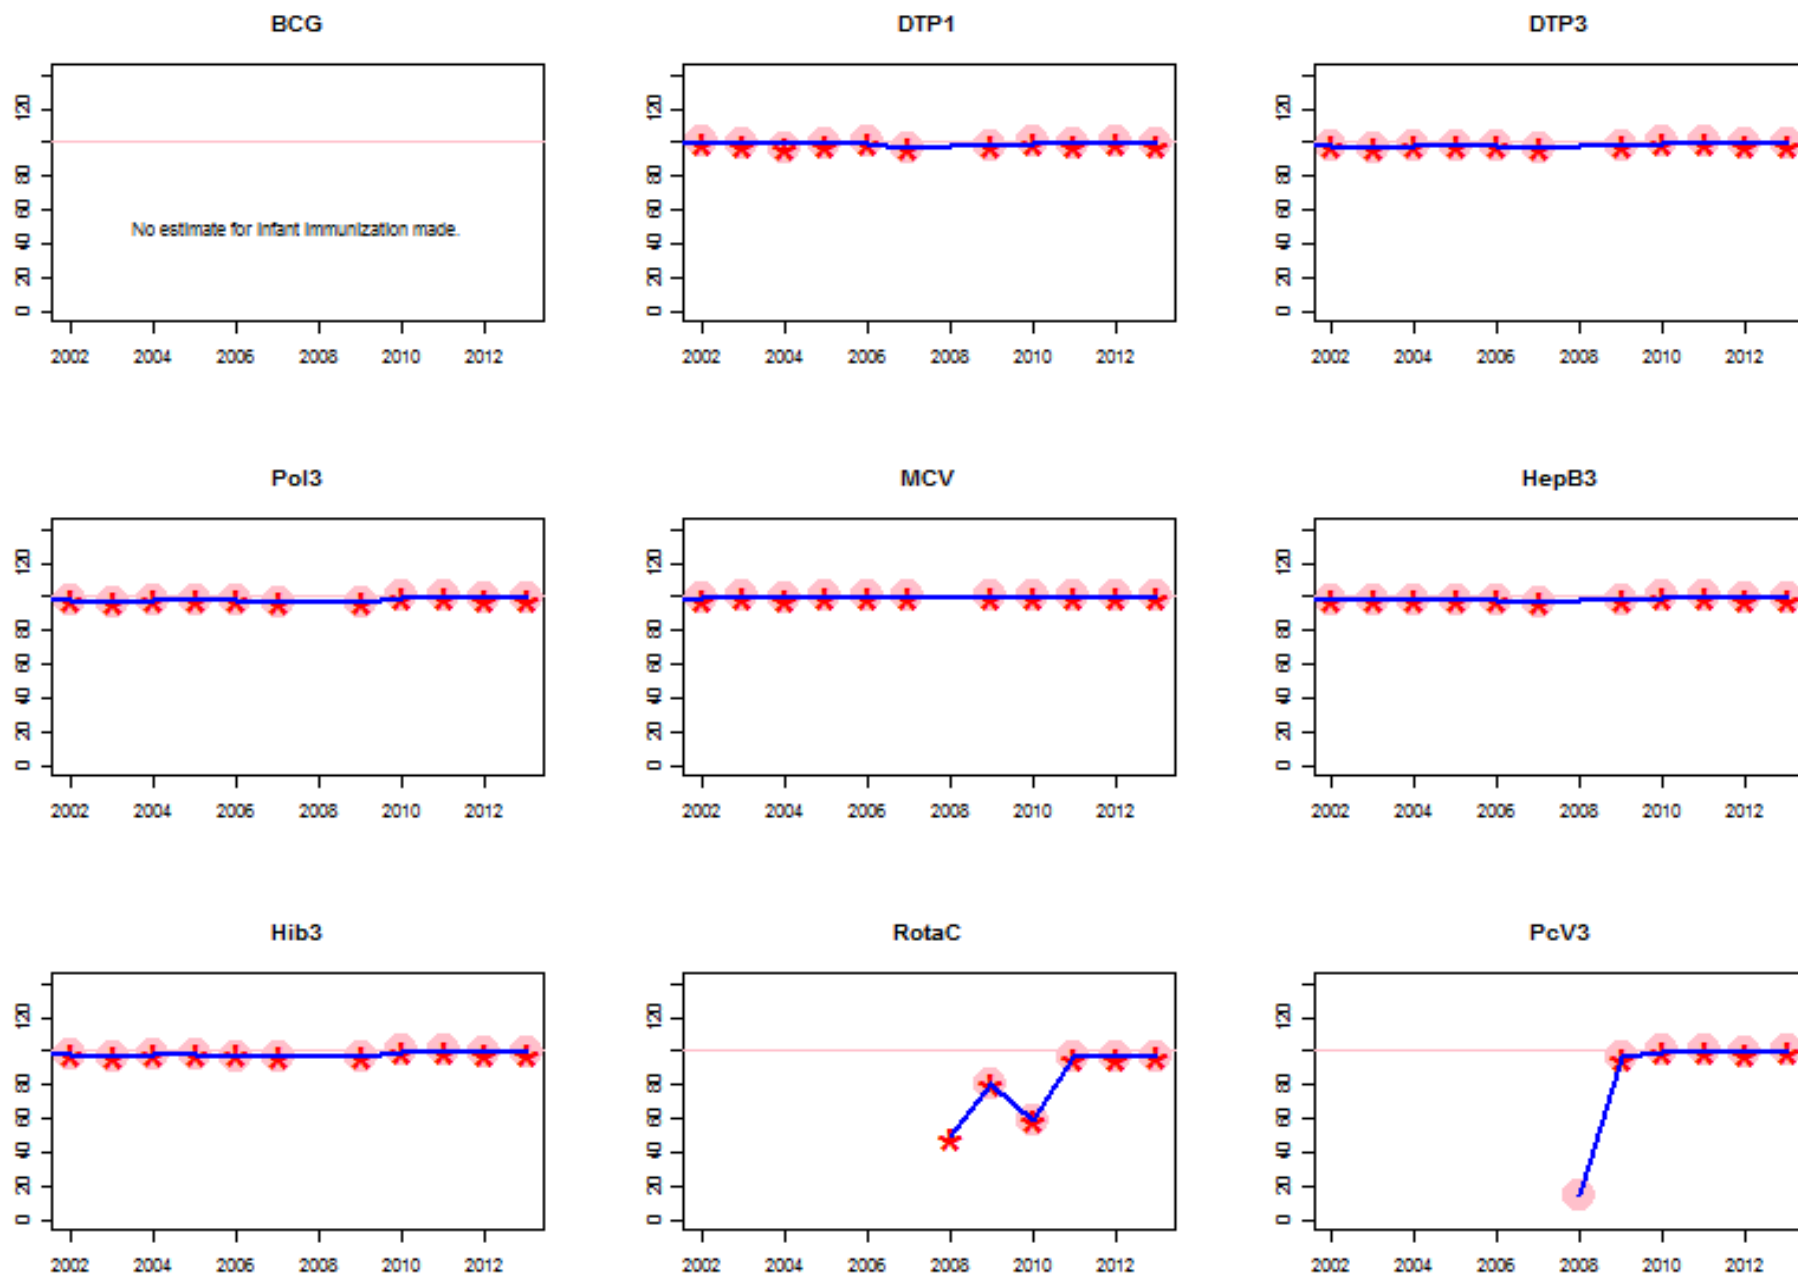 BCG DTP1 DTP3
120 120 120
80 80 80
60 60 60
No estimate for infant immunization made.
40 40 40
20 20 20
0 0 0
2002 2004 2006 2008 2010 2012 2002 2004 2006 2008 2010 2012 2002 2004 2006 2008 2010 2012
Pol3 MCV HepB3
120 120 120
80 80 80
60 60 60
40 40 40
20 20 20
0 0 0
2002 2004 2006 2008 2010 2012 2002 2004 2006 2008 2010 2012 2002 2004 2006 2008 2010 2012
Hib3 RotaC PcV3
120 120 120
80 80 80
60 60 60
40 40 40
20 20 20
0 0 0
2002 2004 2006 2008 2010 2012 2002 2004 2006 2008 2010 2012 2002 2004 2006 2008 2010 2012